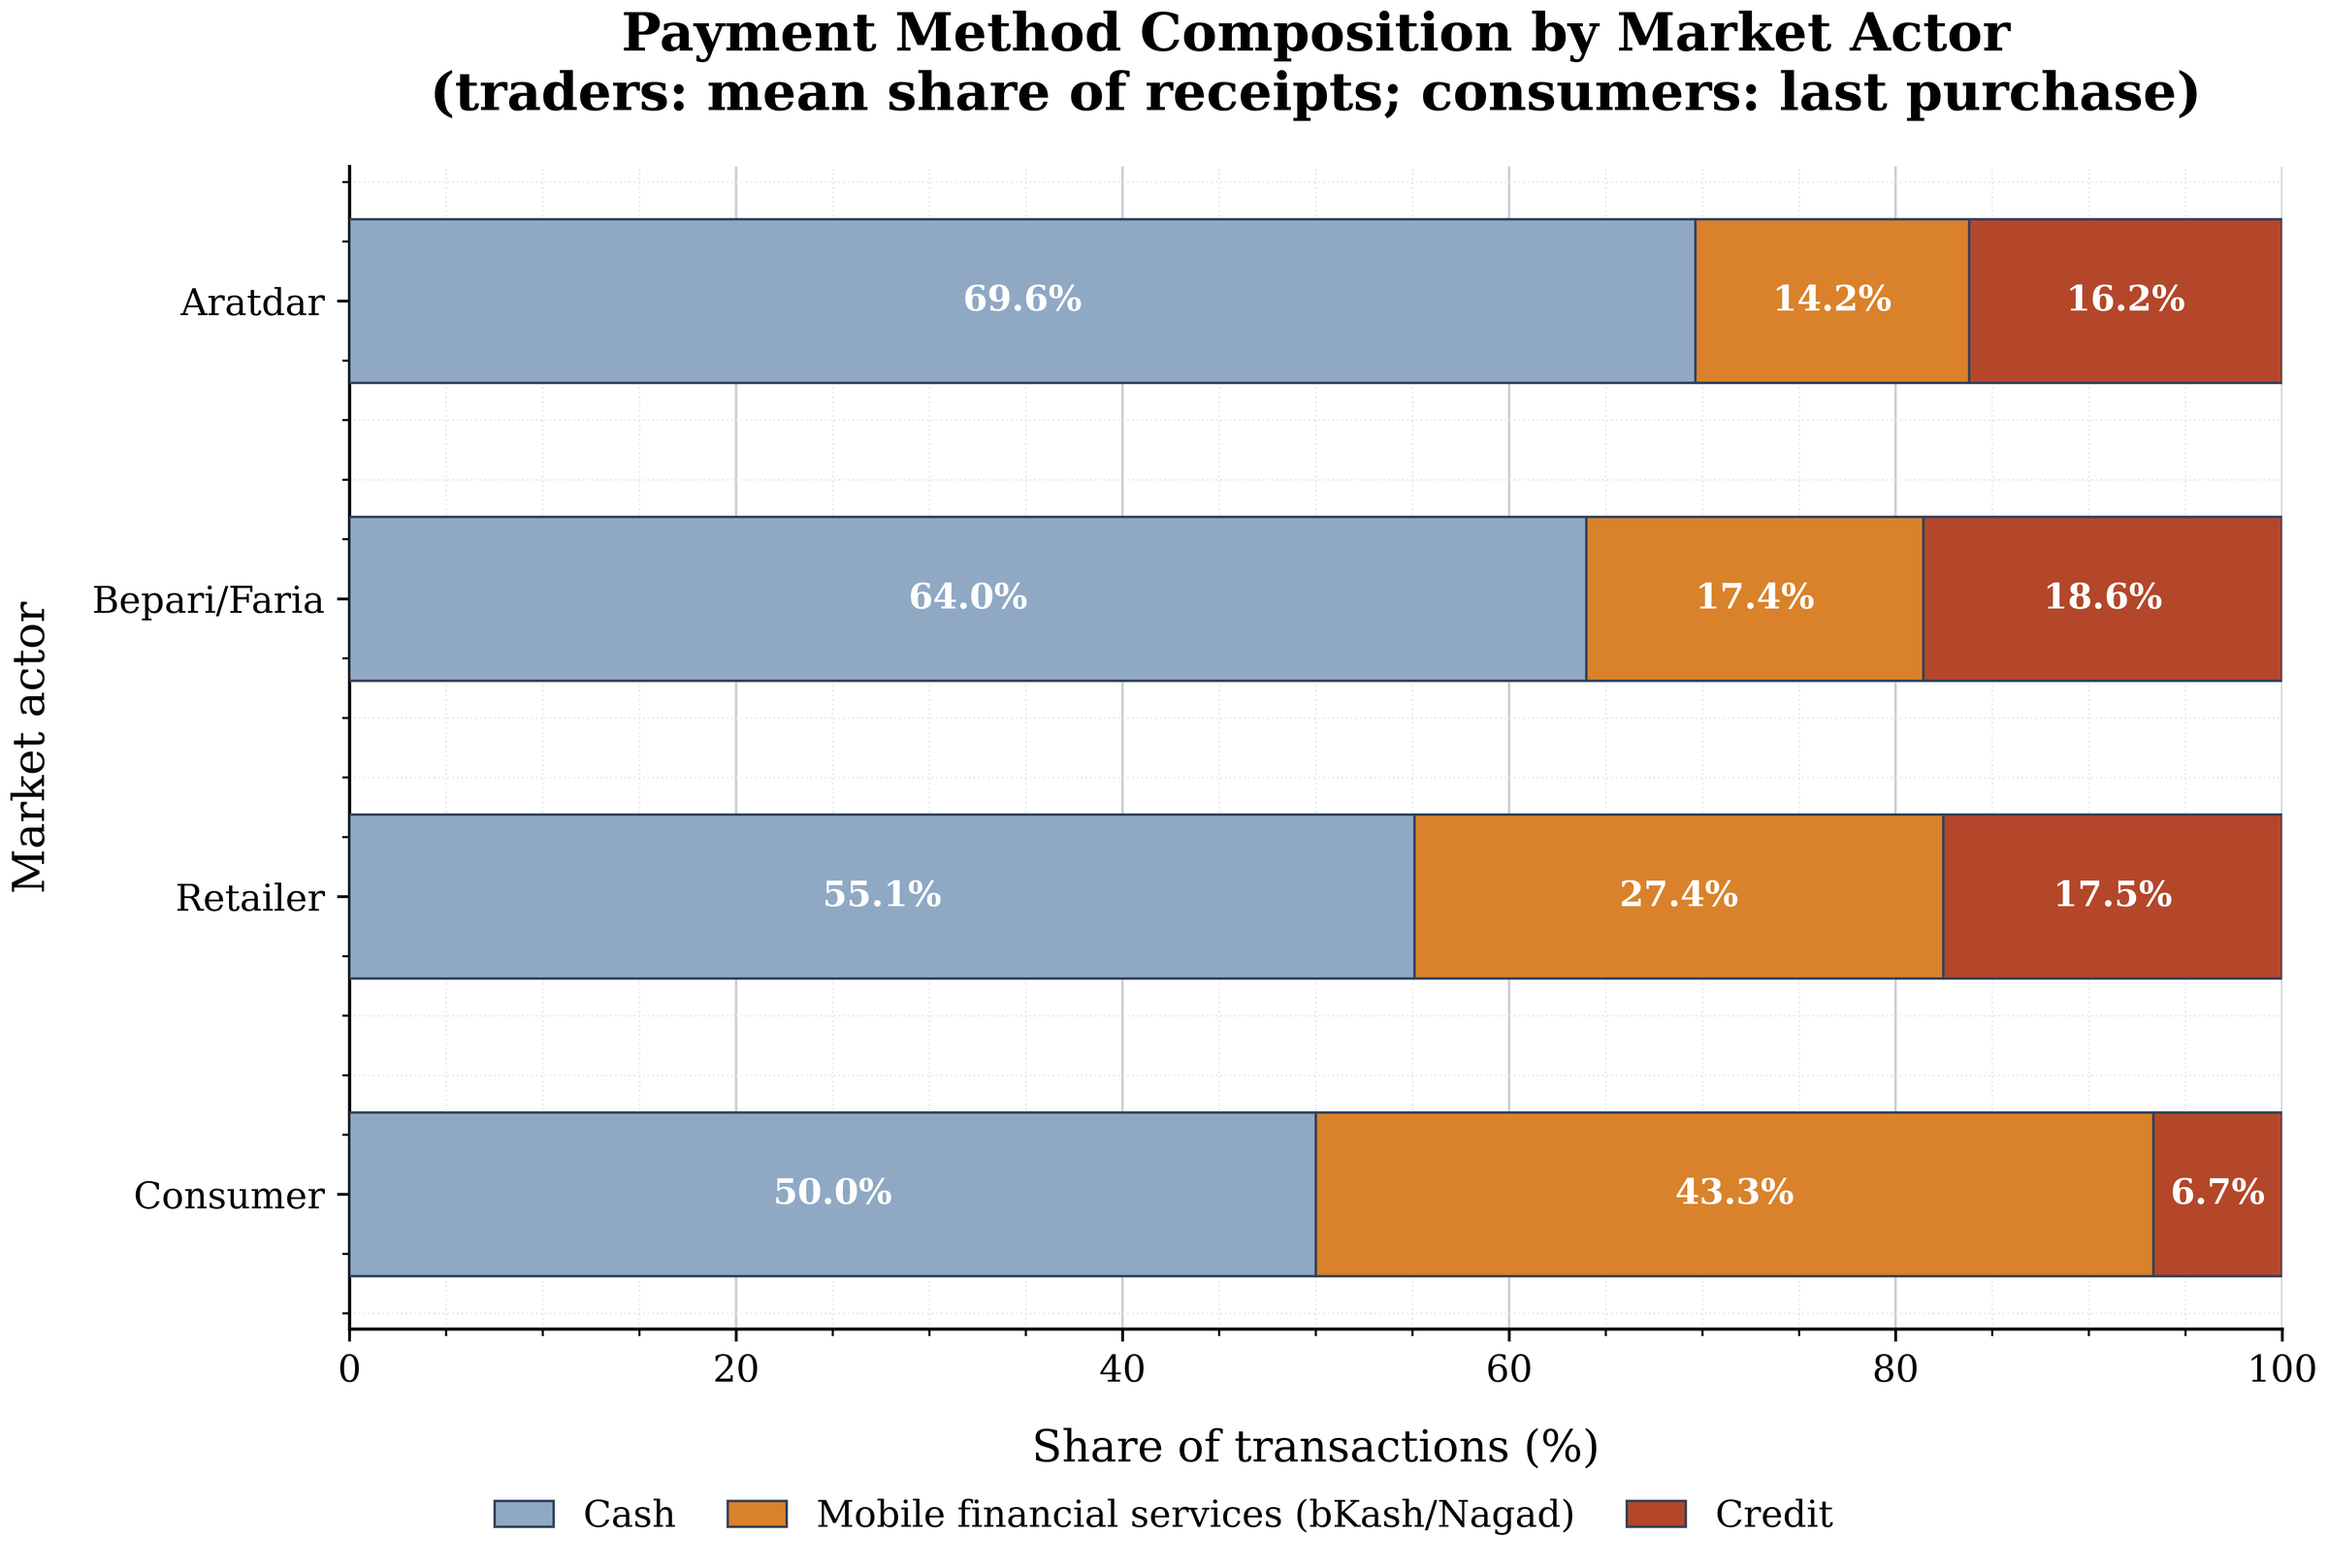 Payment Method Composition by Market Actor
(traders: mean share of receipts; consumers: last purchase)
Market actor
Aratdar
69.6%
14.2%
16.2%
Bepari/Faria
64.0%
17.4%
18.6%
Retailer
55.1%
27.4%
17.5%
Consumer
50.0%
43.3%
6.7%
0 20 40 60 80 100
Share of transactions (%)
Cash Mobile financial services (bKash/Nagad) Credit